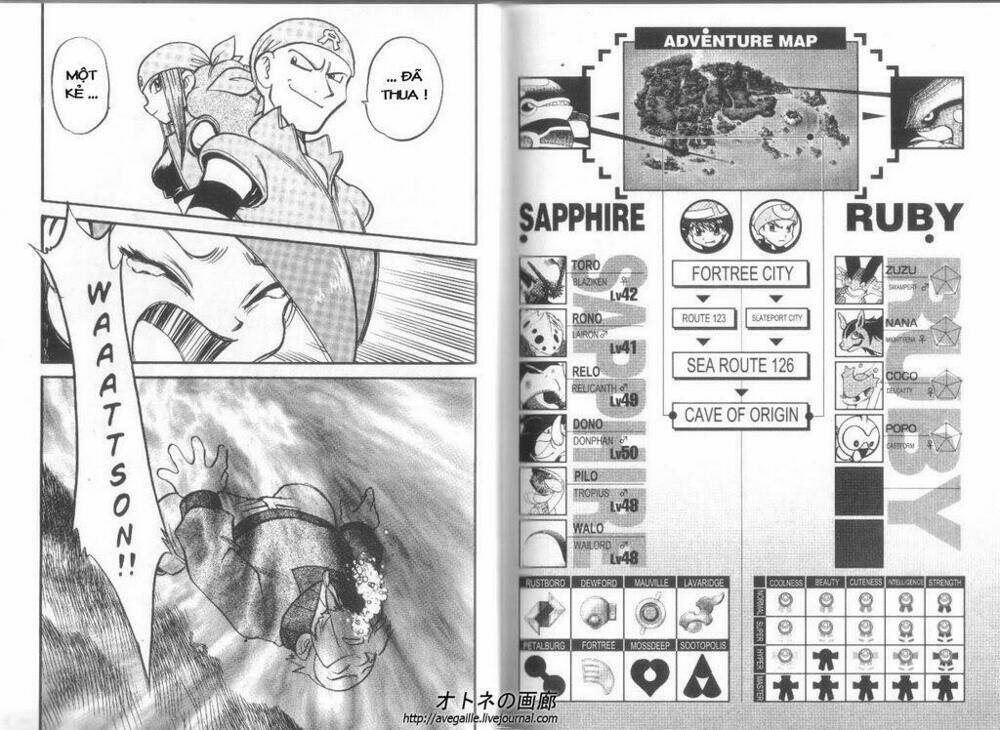 ... ĐÃ
THUA !
MỘT
KẺ ...
R
WAAATTSON!!
ADVENTURE MAP
SAPPHIRE
RUBY
TORO
BLAZIKEN ♀
Lv42
RONO
LAIRON ♂
Lv41
RELO
RELICANTH ♂
Lv49
DONO
DONPHAN ♂
Lv50
PILO
TROPIUS ♂
Lv48
WALO
WAILORD ♂
Lv48
SAPPHIRE
FORTREE CITY
ROUTE 123
SLATEPORT CITY
SEA ROUTE 126
CAVE OF ORIGIN
ZUZU
SWAMPERT ♂
NANA
MIGHTYENA ♀
COCO
DELCATTY ♀
POPO
CASTFORM ♀
RUBY
RUSTBORO DEWFORD MAUVILLE LAVARIDGE
PETALBURG FORTREE MOSSDEEP SOOTOPOLIS
COOLNESS BEAUTY CUTENESS INTELLIGENCE STRENGTH
NORMAL
SUPER
HYPER
MASTER
オトネの画廊
http://avegaille.livejournal.com